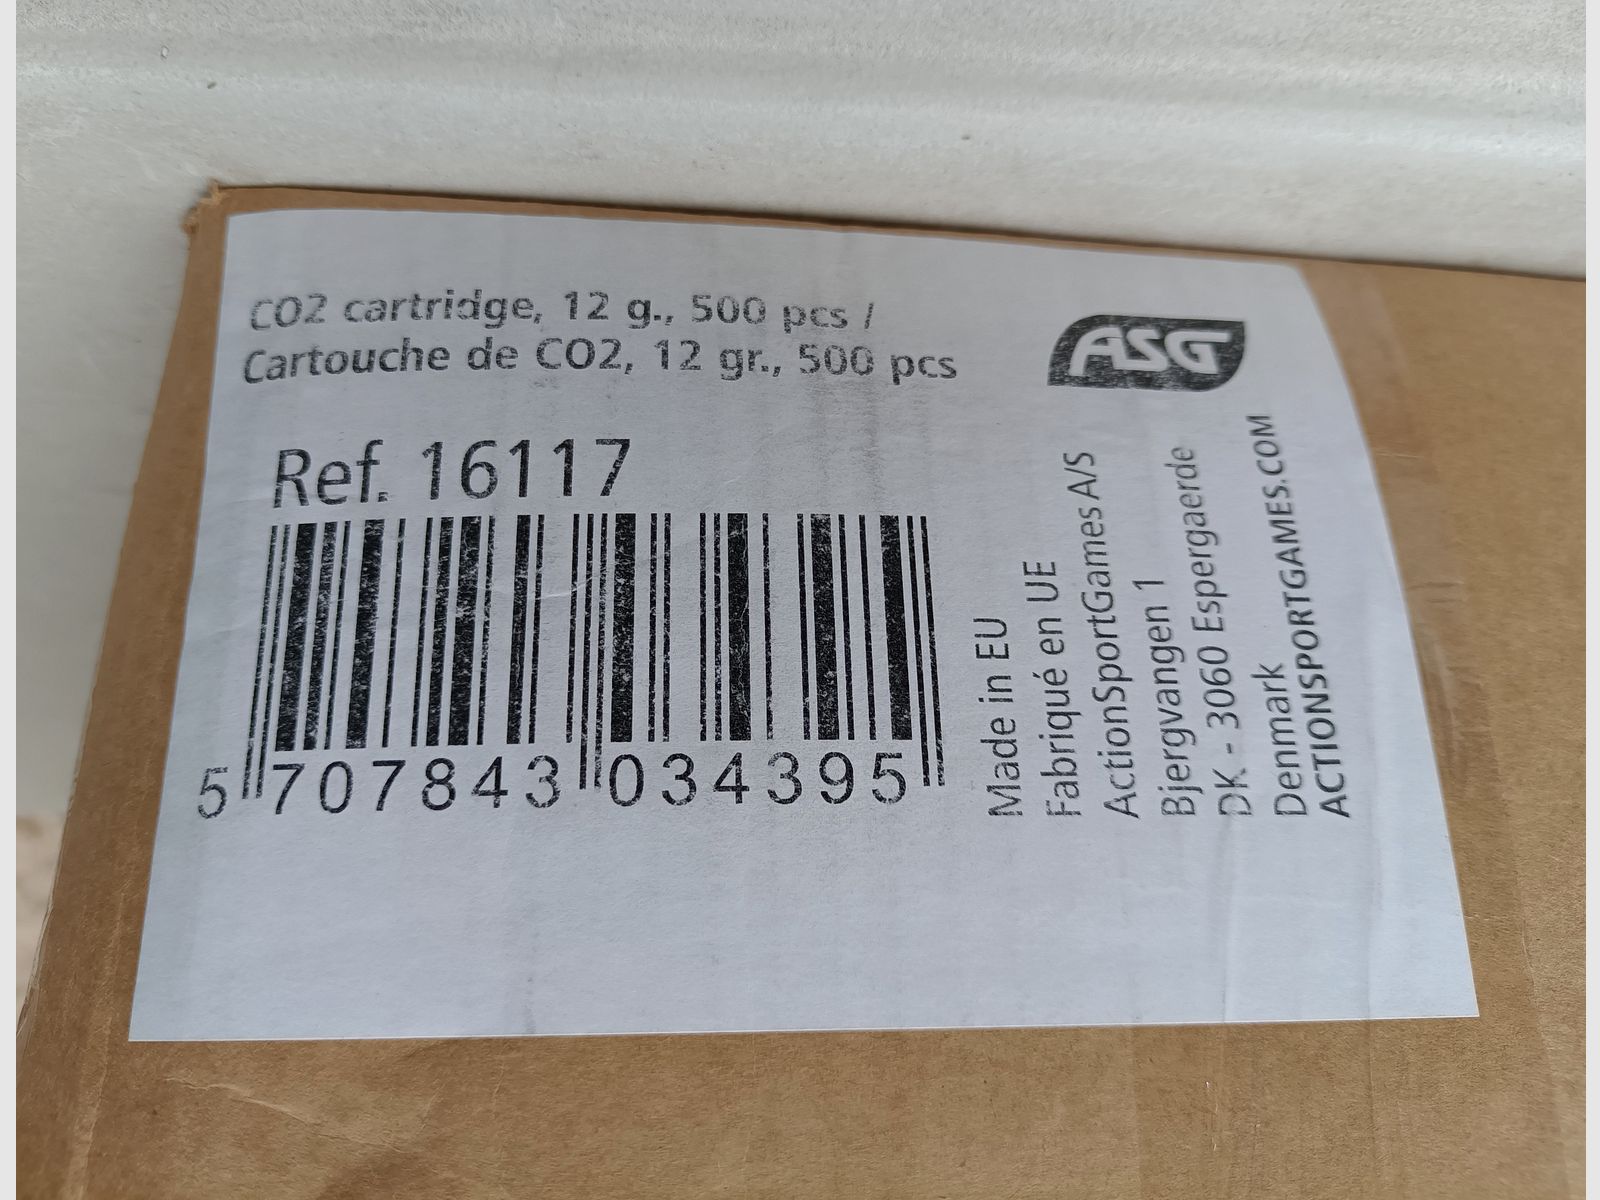 CO2 cartridge, 12 g., 500 pcs /
Cartouche de CO2, 12 gr., 500 pcs
ASG
Ref. 16117
5 707843 034395
Made in EU
Fabriqué en UE
ActionSportGames A/S
Bjergvangen 1
DK - 3060 Espergaerde
Denmark
ACTIONSPORTGAMES.COM